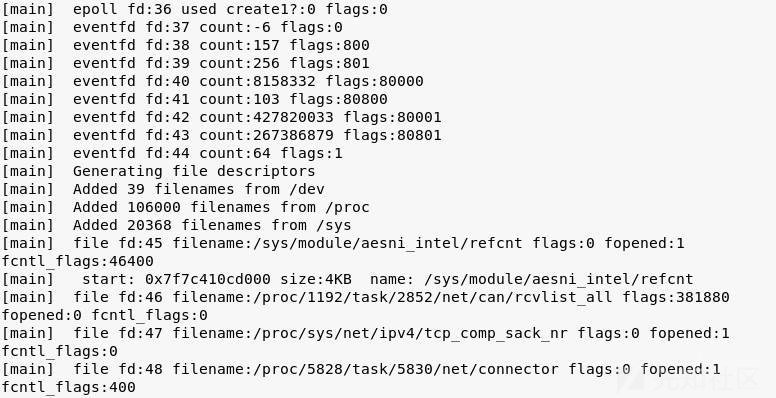 [main]  epoll fd:36 used create1?:0 flags:0
[main]  eventfd fd:37 count:-6 flags:0
[main]  eventfd fd:38 count:157 flags:800
[main]  eventfd fd:39 count:256 flags:801
[main]  eventfd fd:40 count:8158332 flags:80000
[main]  eventfd fd:41 count:103 flags:80800
[main]  eventfd fd:42 count:427820033 flags:80001
[main]  eventfd fd:43 count:267386879 flags:80801
[main]  eventfd fd:44 count:64 flags:1
[main]  Generating file descriptors
[main]  Added 39 filenames from /dev
[main]  Added 106000 filenames from /proc
[main]  Added 20368 filenames from /sys
[main]  file fd:45 filename:/sys/module/aesni_intel/refcnt flags:0 fopened:1
fcntl_flags:46400
[main]   start: 0x7f7c410cd000 size:4KB  name: /sys/module/aesni_intel/refcnt
[main]  file fd:46 filename:/proc/1192/task/2852/net/can/rcvlist_all flags:381880
fopened:0 fcntl_flags:0
[main]  file fd:47 filename:/proc/sys/net/ipv4/tcp_comp_sack_nr flags:0 fopened:1
fcntl_flags:0
[main]  file fd:48 filename:/proc/5828/task/5830/net/connector flags:0 fopened:1
fcntl_flags:400